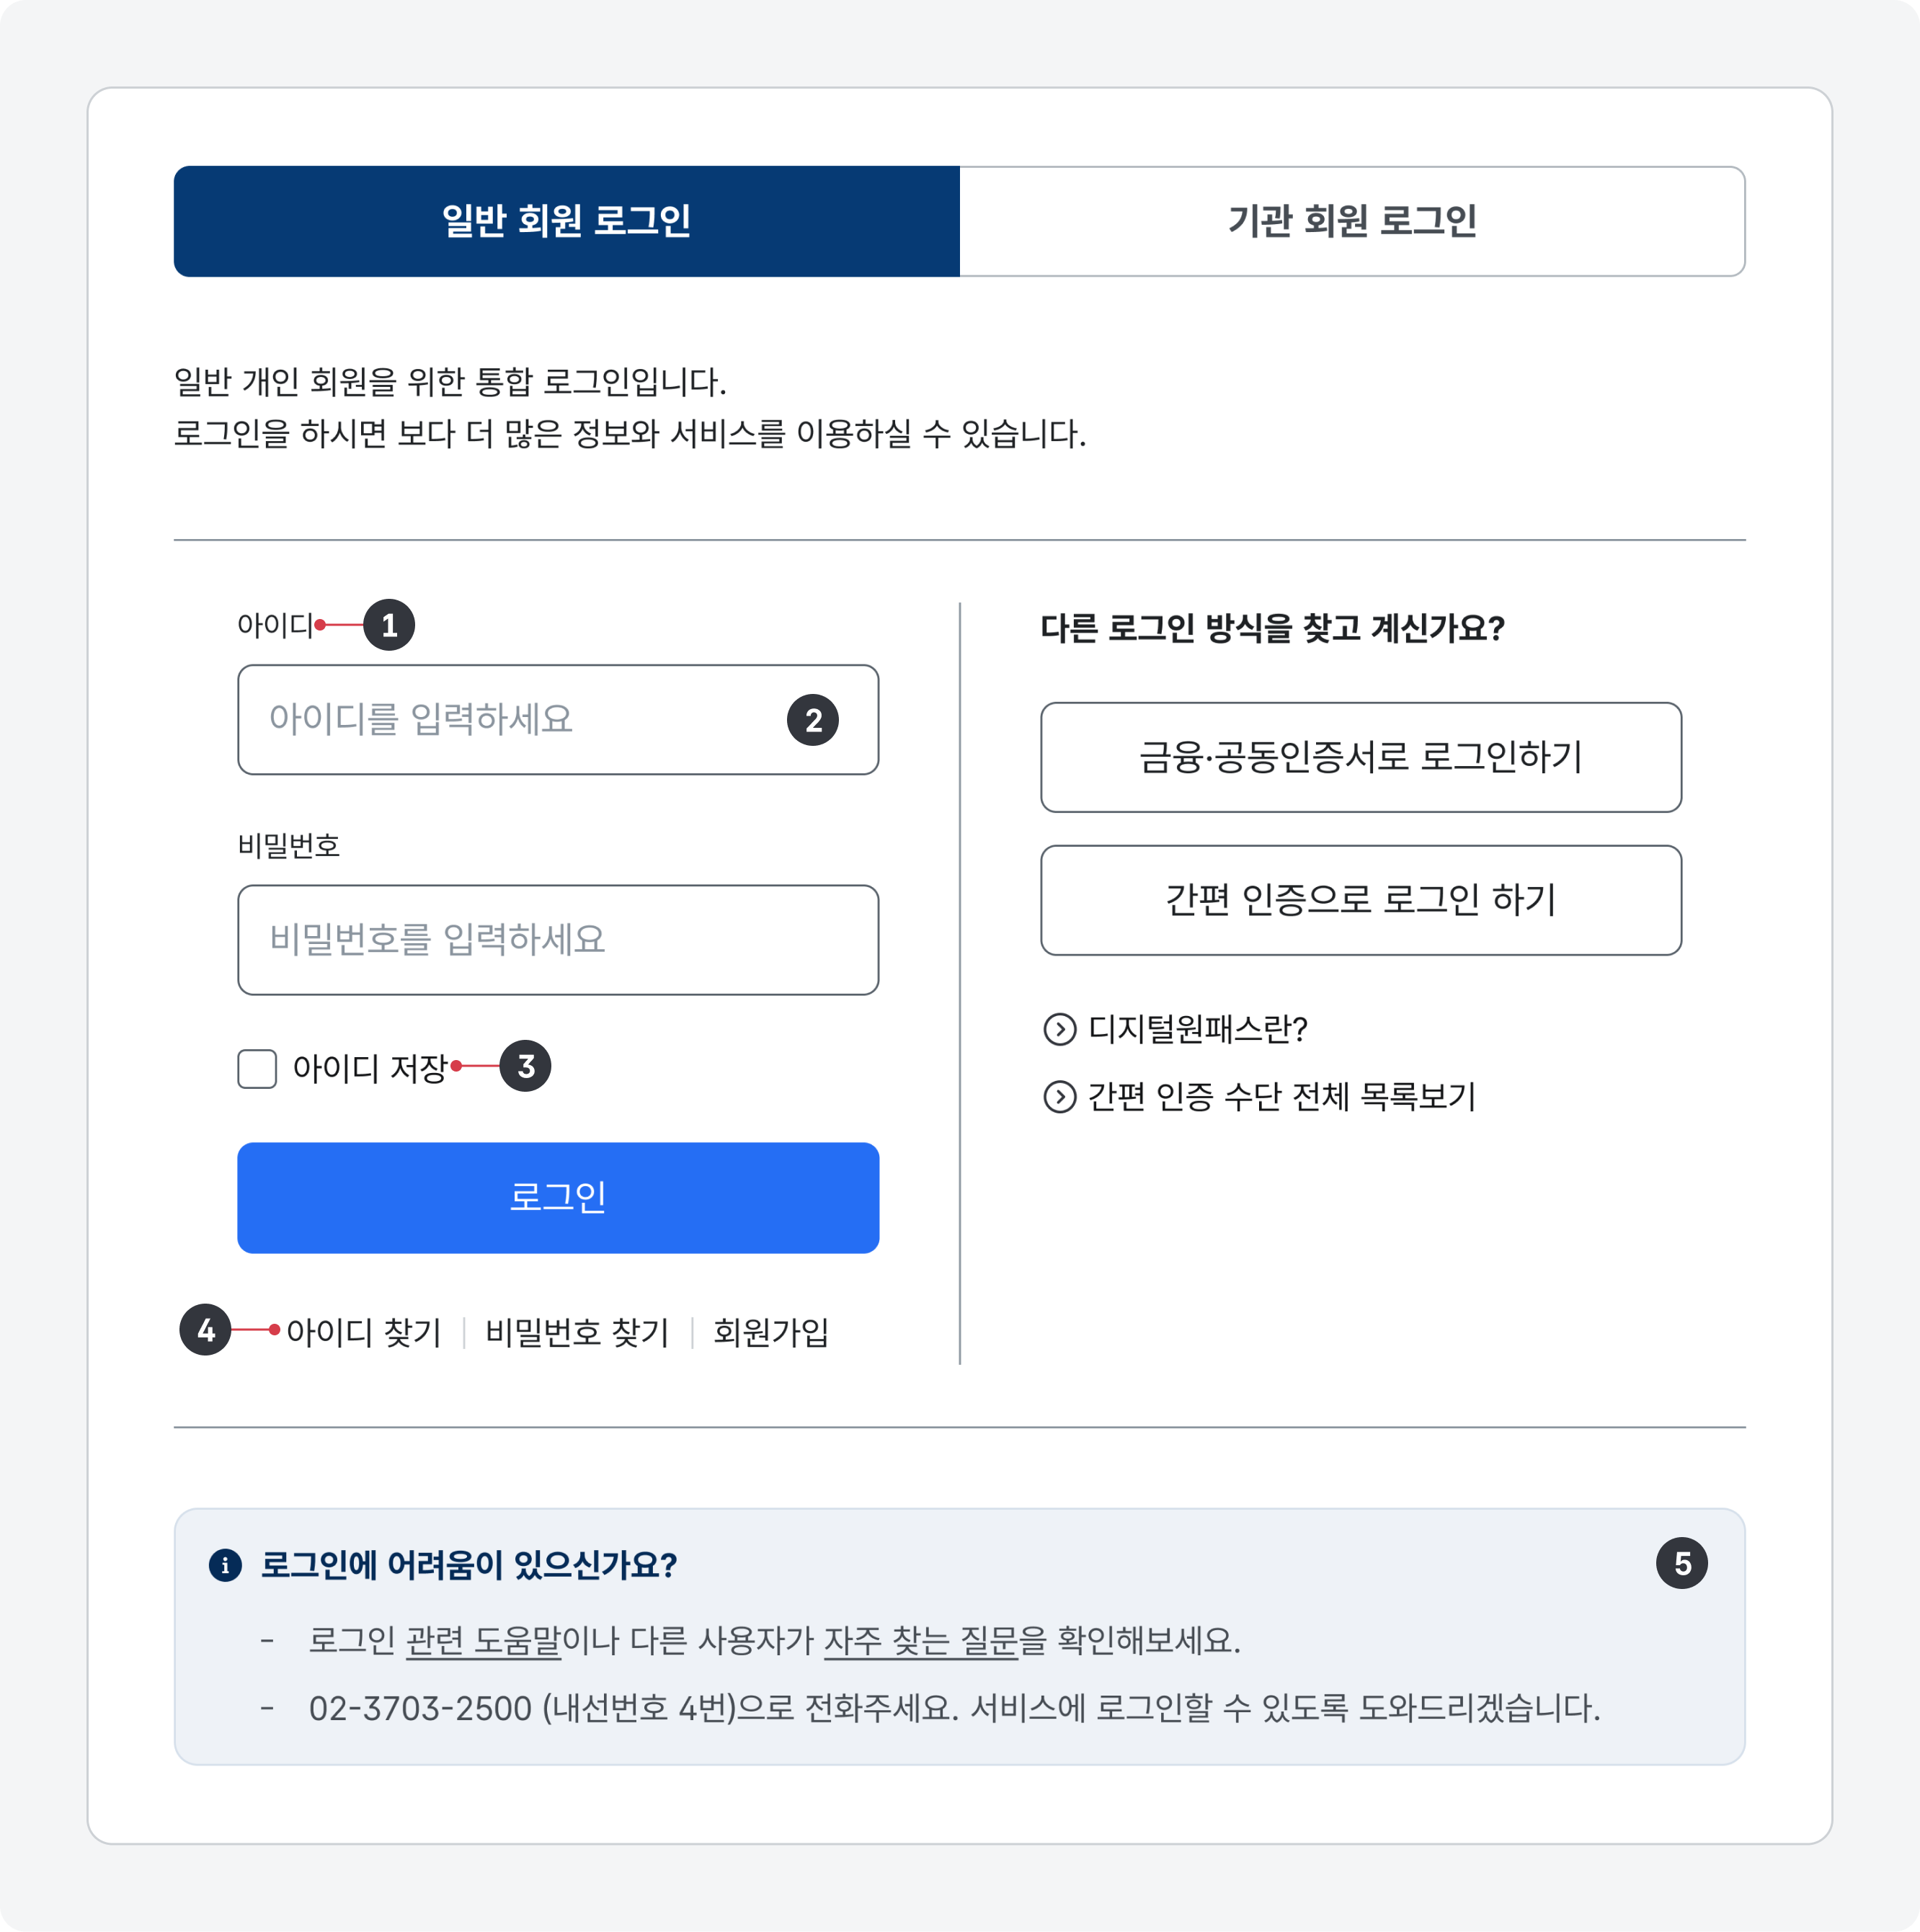 일반 회원 로그인
기관 회원 로그인
일반 개인 회원을 위한 통합 로그인입니다.
로그인을 하시면 보다 더 많은 정보와 서비스를 이용하실 수 있습니다.
아이디
1
아이디를 입력하세요
2
비밀번호
비밀번호를 입력하세요
아이디 저장
3
로그인
4
아이디 찾기
비밀번호 찾기
회원가입
다른 로그인 방식을 찾고 계신가요?
금융·공동인증서로 로그인하기
간편 인증으로 로그인 하기
디지털원패스란?
간편 인증 수단 전체 목록보기
로그인에 어려움이 있으신가요?
5
- 로그인 관련 도움말이나 다른 사용자가 자주 찾는 질문을 확인해보세요.
- 02-3703-2500 (내선번호 4번)으로 전화주세요. 서비스에 로그인할 수 있도록 도와드리겠습니다.